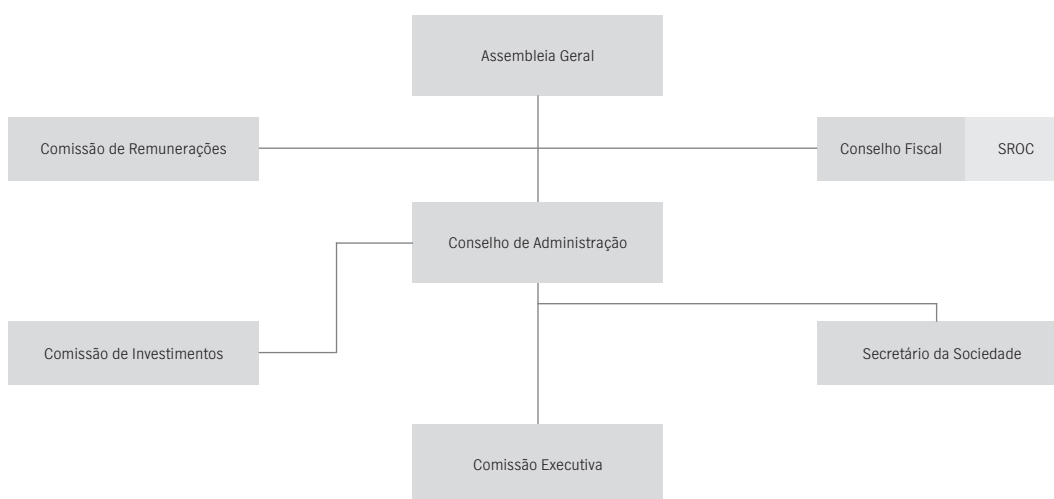 Assembleia Geral
Comissão de Remunerações
Conselho Fiscal
SROC
Conselho de Administração
Comissão de Investimentos
Secretário da Sociedade
Comissão Executiva